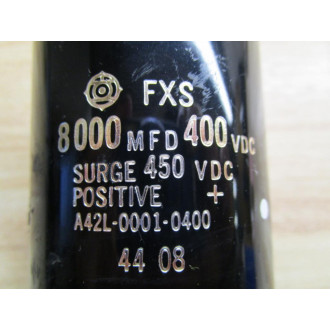 FXS
8000 MFD 400 VDC
SURGE 450 VDC
POSITIVE +
A42L-0001-0400
44 08